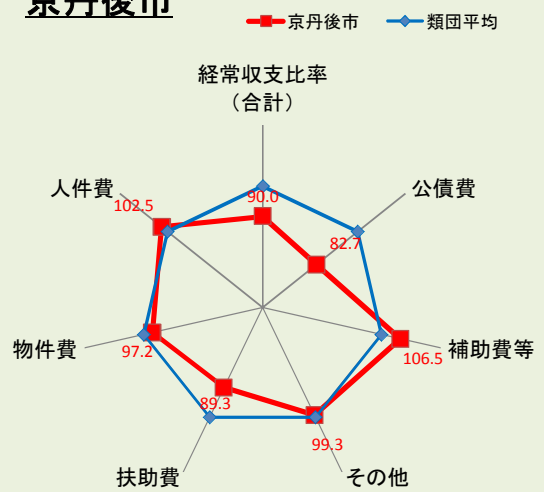 京丹後市
京丹後市 類団平均
経常収支比率
（合計）
90.0
人件費
102.5
公債費
82.7
物件費
97.2
補助費等
106.5
89.3
99.3
扶助費
その他